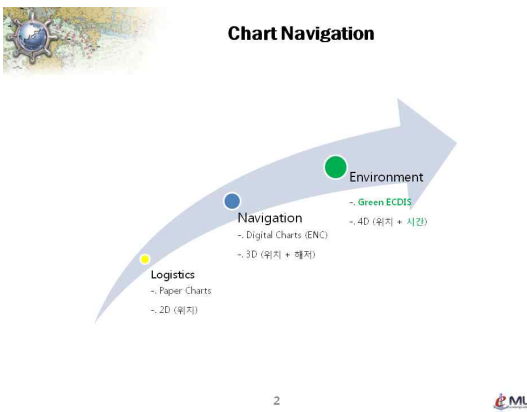 Chart Navigation
Environment
-. Green ECDIS
-. 4D (위치 + 시간)
Navigation
-. Digital Charts (ENC)
-. 3D (위치 + 해저)
Logistics
-. Paper Charts
-. 2D (위치)
2